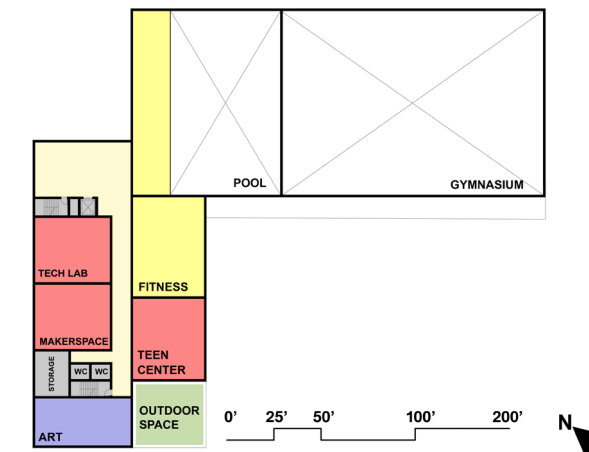 POOL
GYMNASIUM
TECH LAB
FITNESS
MAKERSPACE
STORAGE
WC
WC
TEEN
CENTER
ART
OUTDOOR
SPACE
0'
25'
50'
100'
200'
N